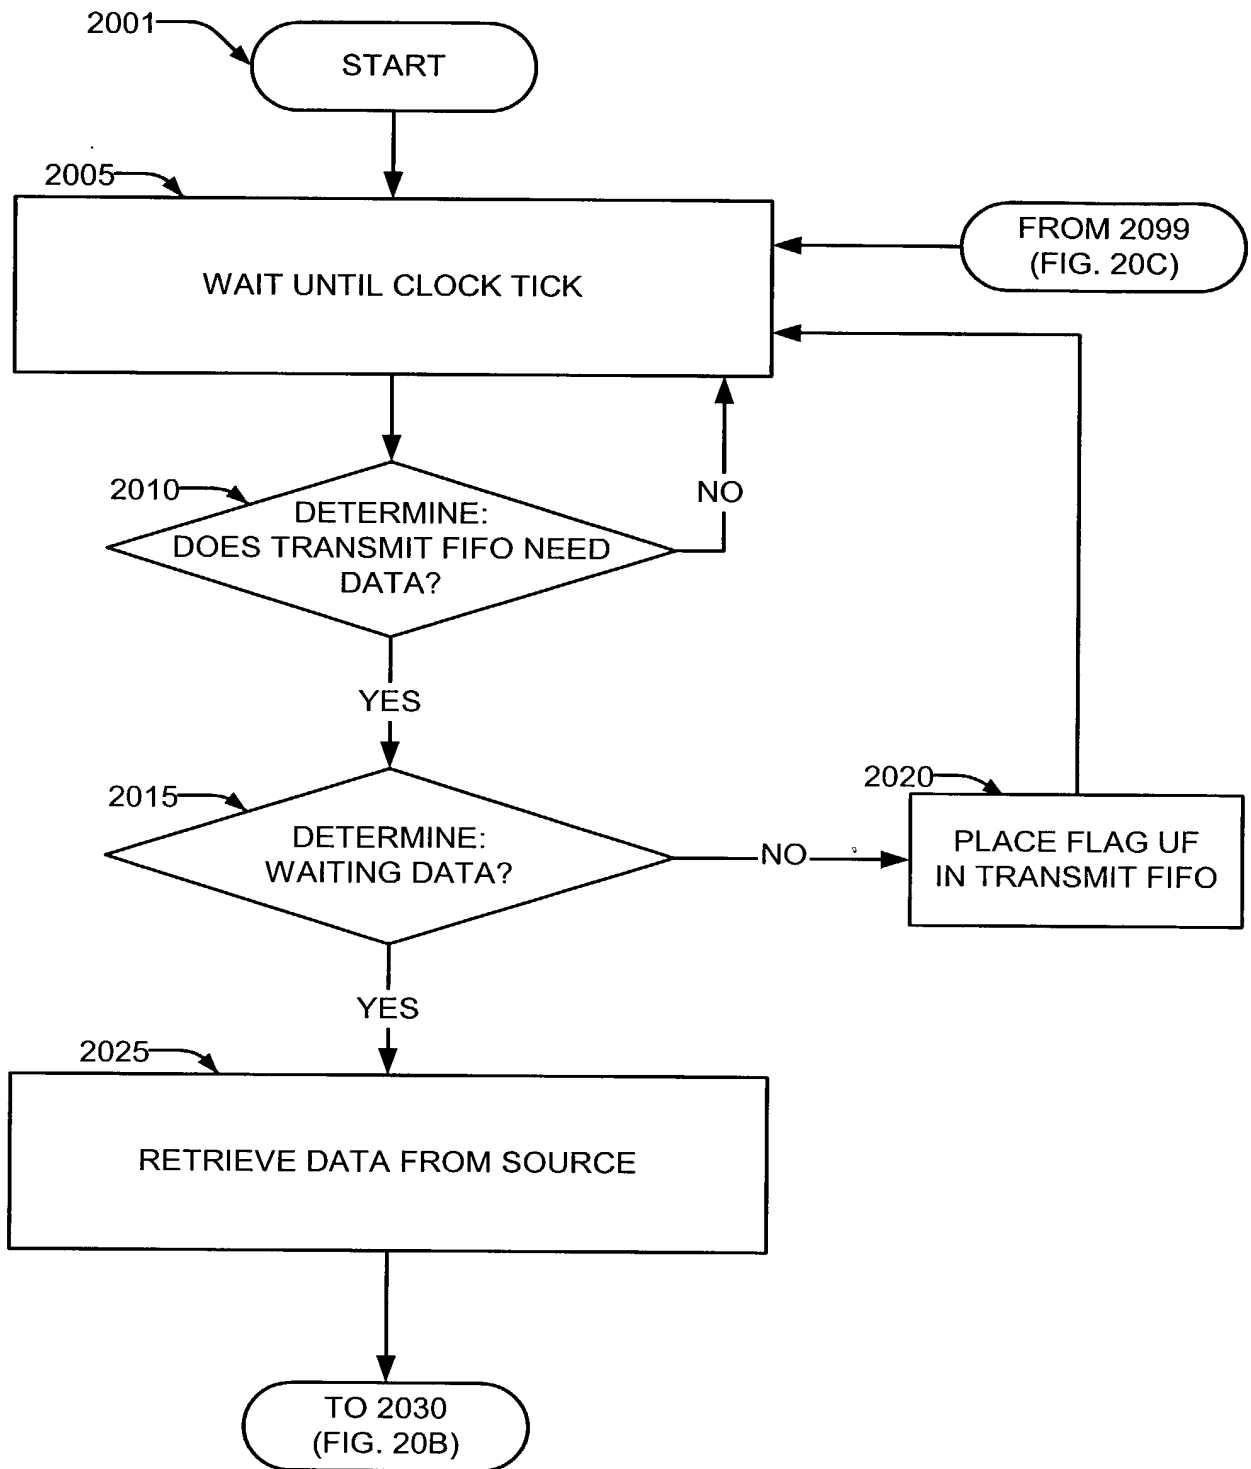 2001
START
2005
WAIT UNTIL CLOCK TICK
FROM 2099
(FIG. 20C)
2010
DETERMINE:
DOES TRANSMIT FIFO NEED
DATA?
NO
YES
2015
DETERMINE:
WAITING DATA?
NO
2020
PLACE FLAG UF
IN TRANSMIT FIFO
YES
2025
RETRIEVE DATA FROM SOURCE
TO 2030
(FIG. 20B)